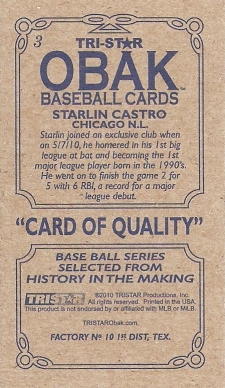 3
TRI-STAR
OBAK™
BASEBALL CARDS
STARLIN CASTRO
CHICAGO N.L.
Starlin joined an exclusive club when
on 5/7/10, he homered in his 1st big
league at bat and becoming the 1st
major league player born in the 1990's.
He went on to finish the game 2 for
5 with 6 RBI, a record for a major
league debut.
"CARD OF QUALITY"
BASE BALL SERIES
SELECTED FROM
HISTORY IN THE MAKING
TRISTAR ©2010 TRISTAR Productions, Inc.
All rights reserved. Printed in the USA.
This product is not endorsed by or affiliated with MLB or MiLB.
TRISTARObak.com
FACTORY Nº 10 1ST DIST, TEX.